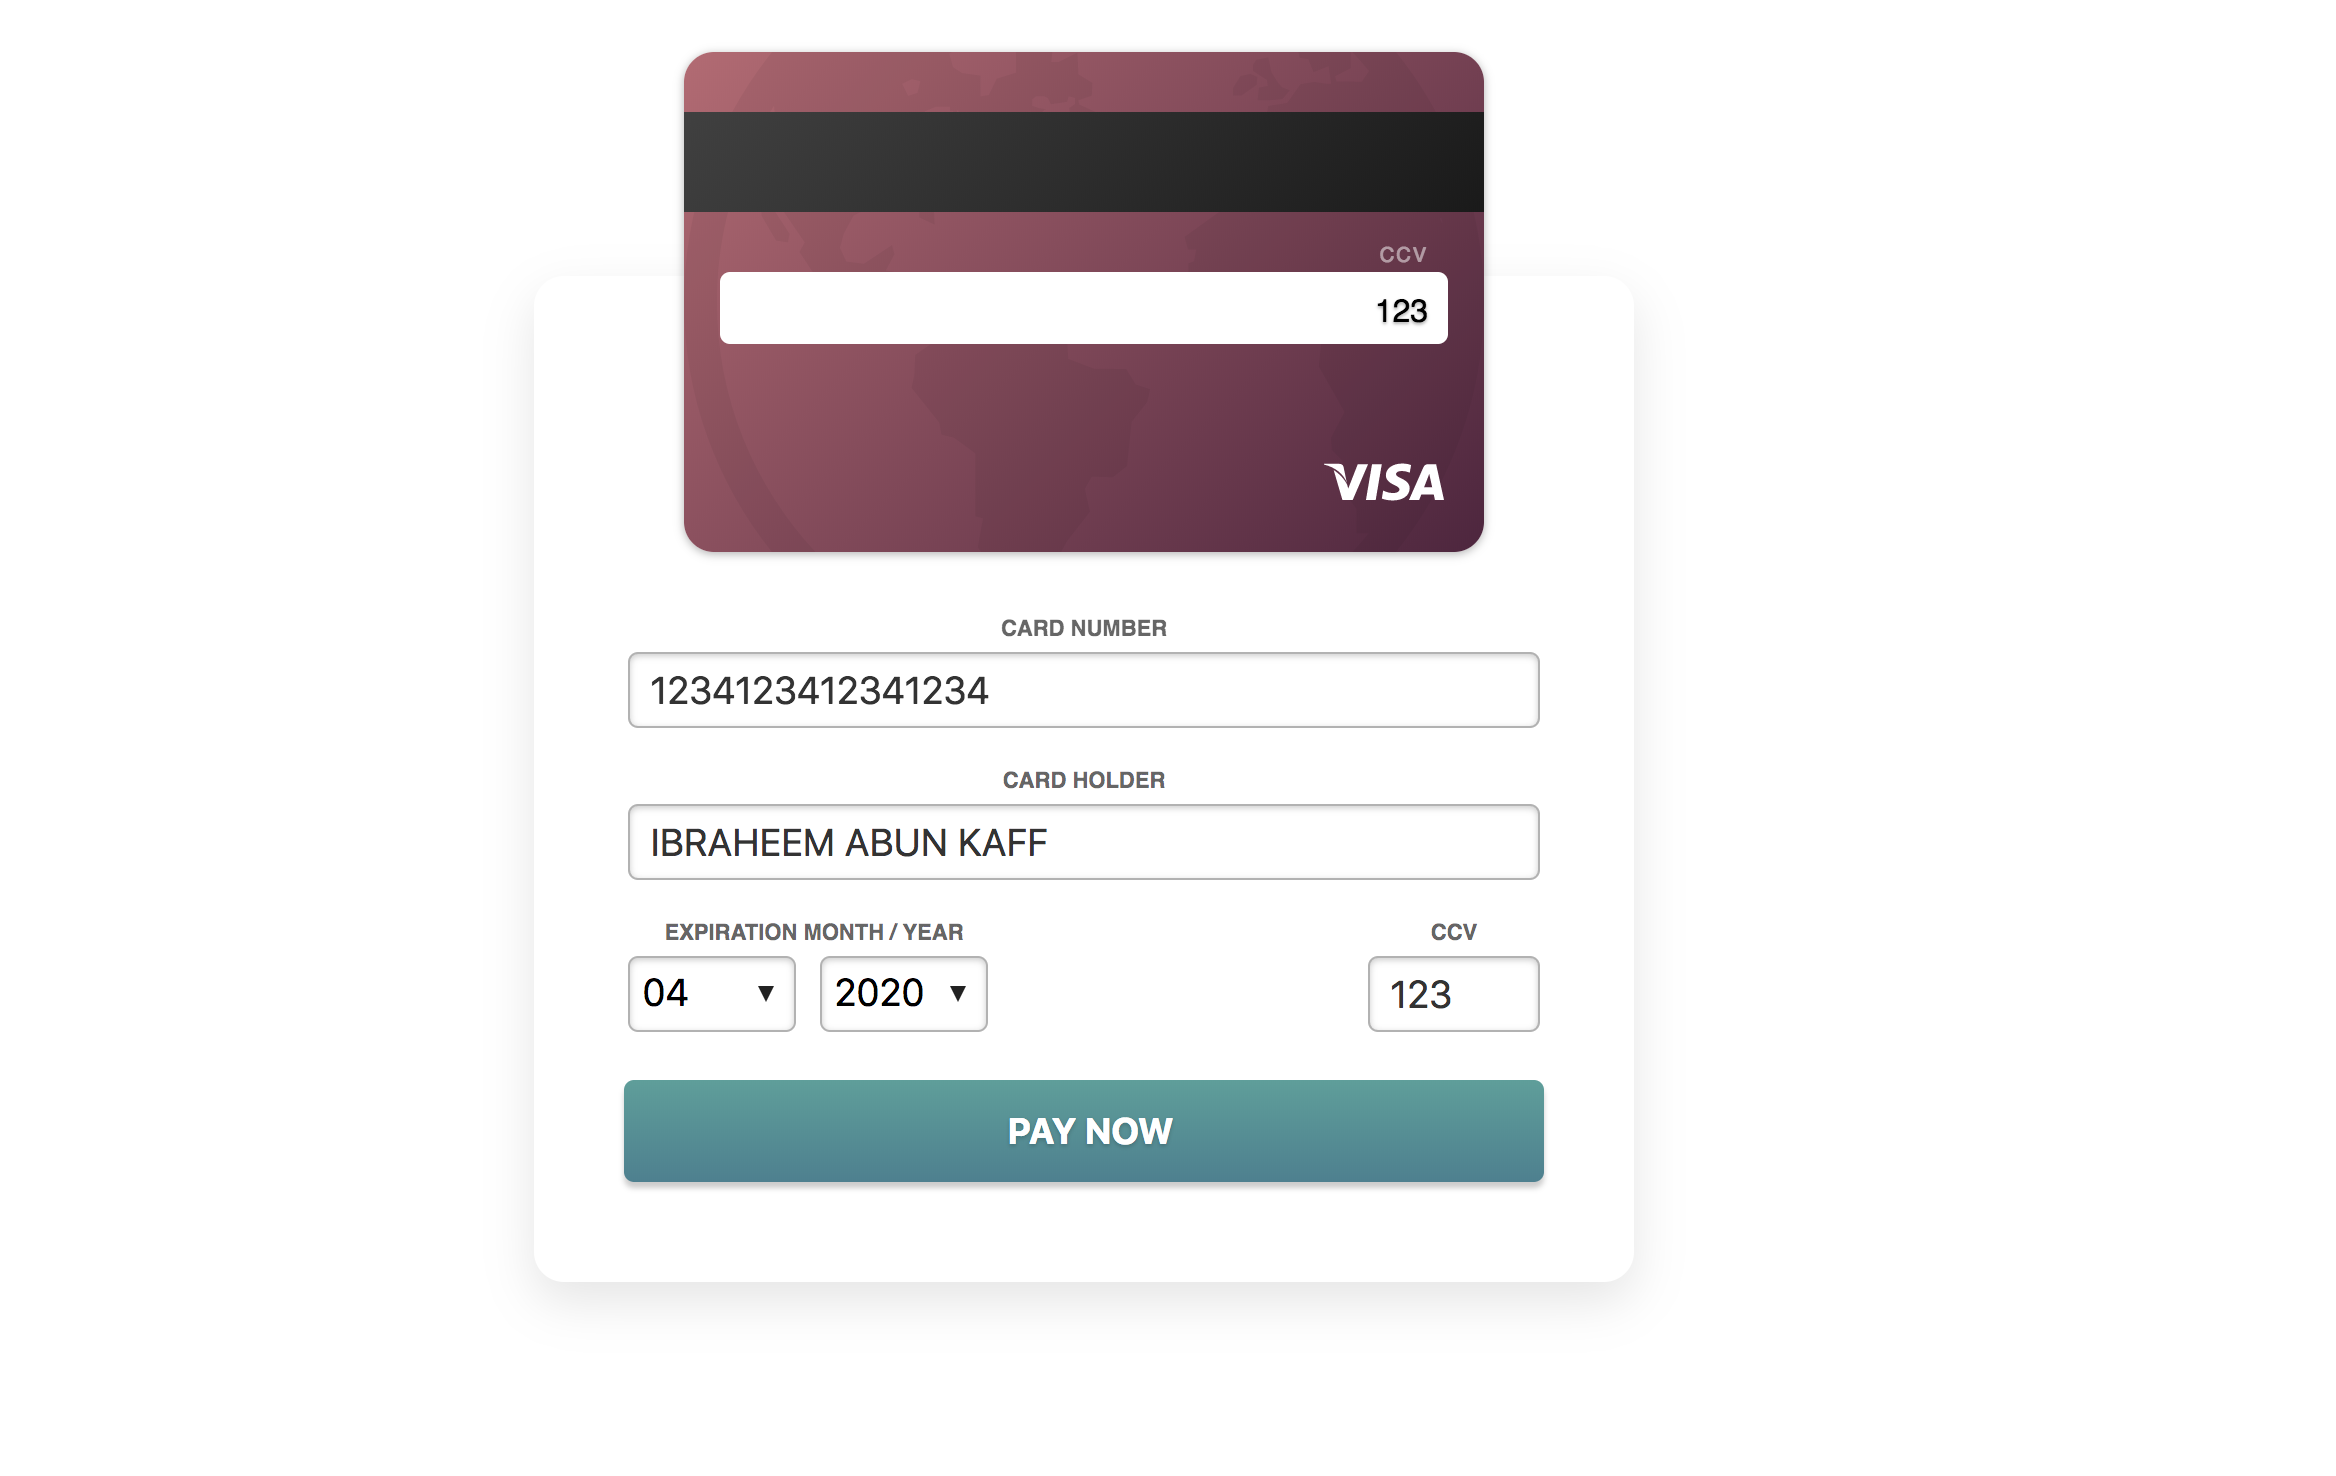 CCV
123
VISA
CARD NUMBER
1234123412341234
CARD HOLDER
IBRAHEEM ABUN KAFF
EXPIRATION MONTH / YEAR
CCV
04
2020
123
PAY NOW